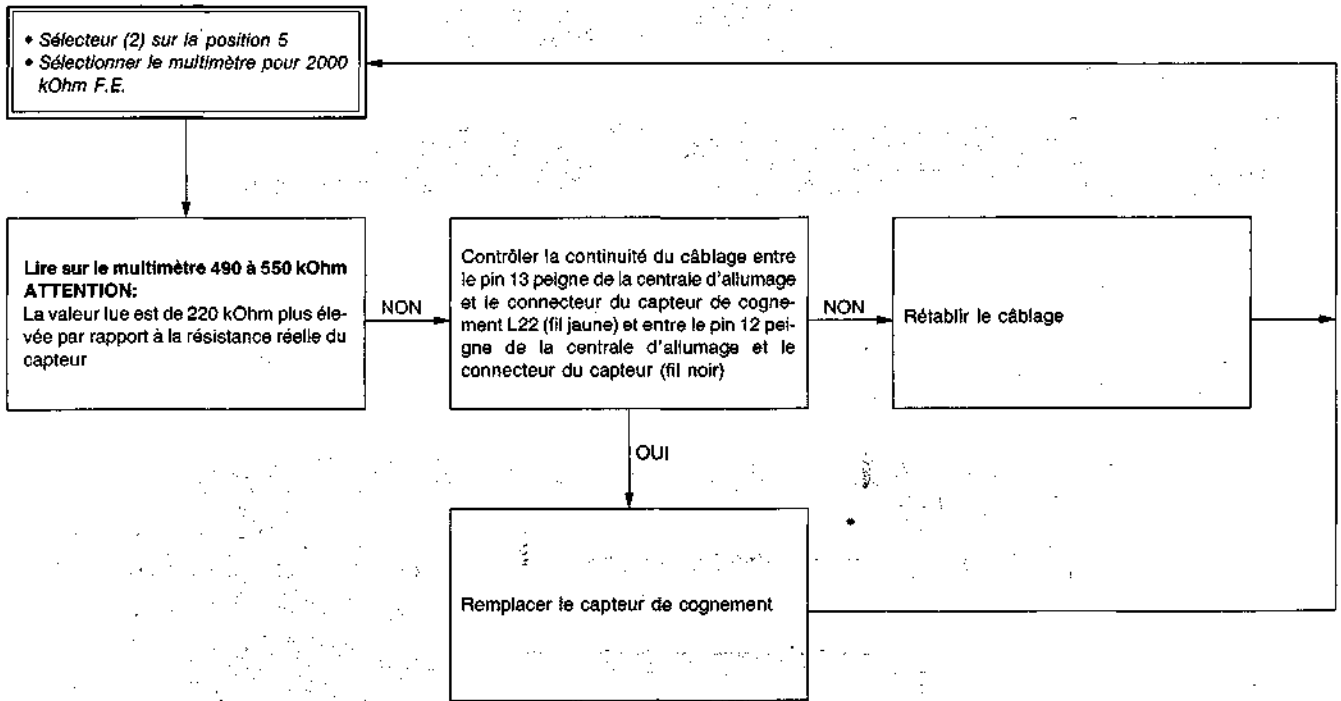 • Sélecteur (2) sur la position 5
• Sélectionner le multimètre pour 2000
kOhm F.E.
Lire sur le multimètre 490 à 550 kOhm
ATTENTION:
La valeur lue est de 220 kOhm plus éle-
vée par rapport à la résistance réelle du
capteur
NON
Contrôler la continuité du câblage entre
le pin 13 peigne de la centrale d'allumage
et le connecteur du capteur de cogne-
ment L22 (fil jaune) et entre le pin 12 pei-
gne de la centrale d'allumage et le
connecteur du capteur (fil noir)
NON
Rétablir le câblage
OUI
Remplacer le capteur de cognement